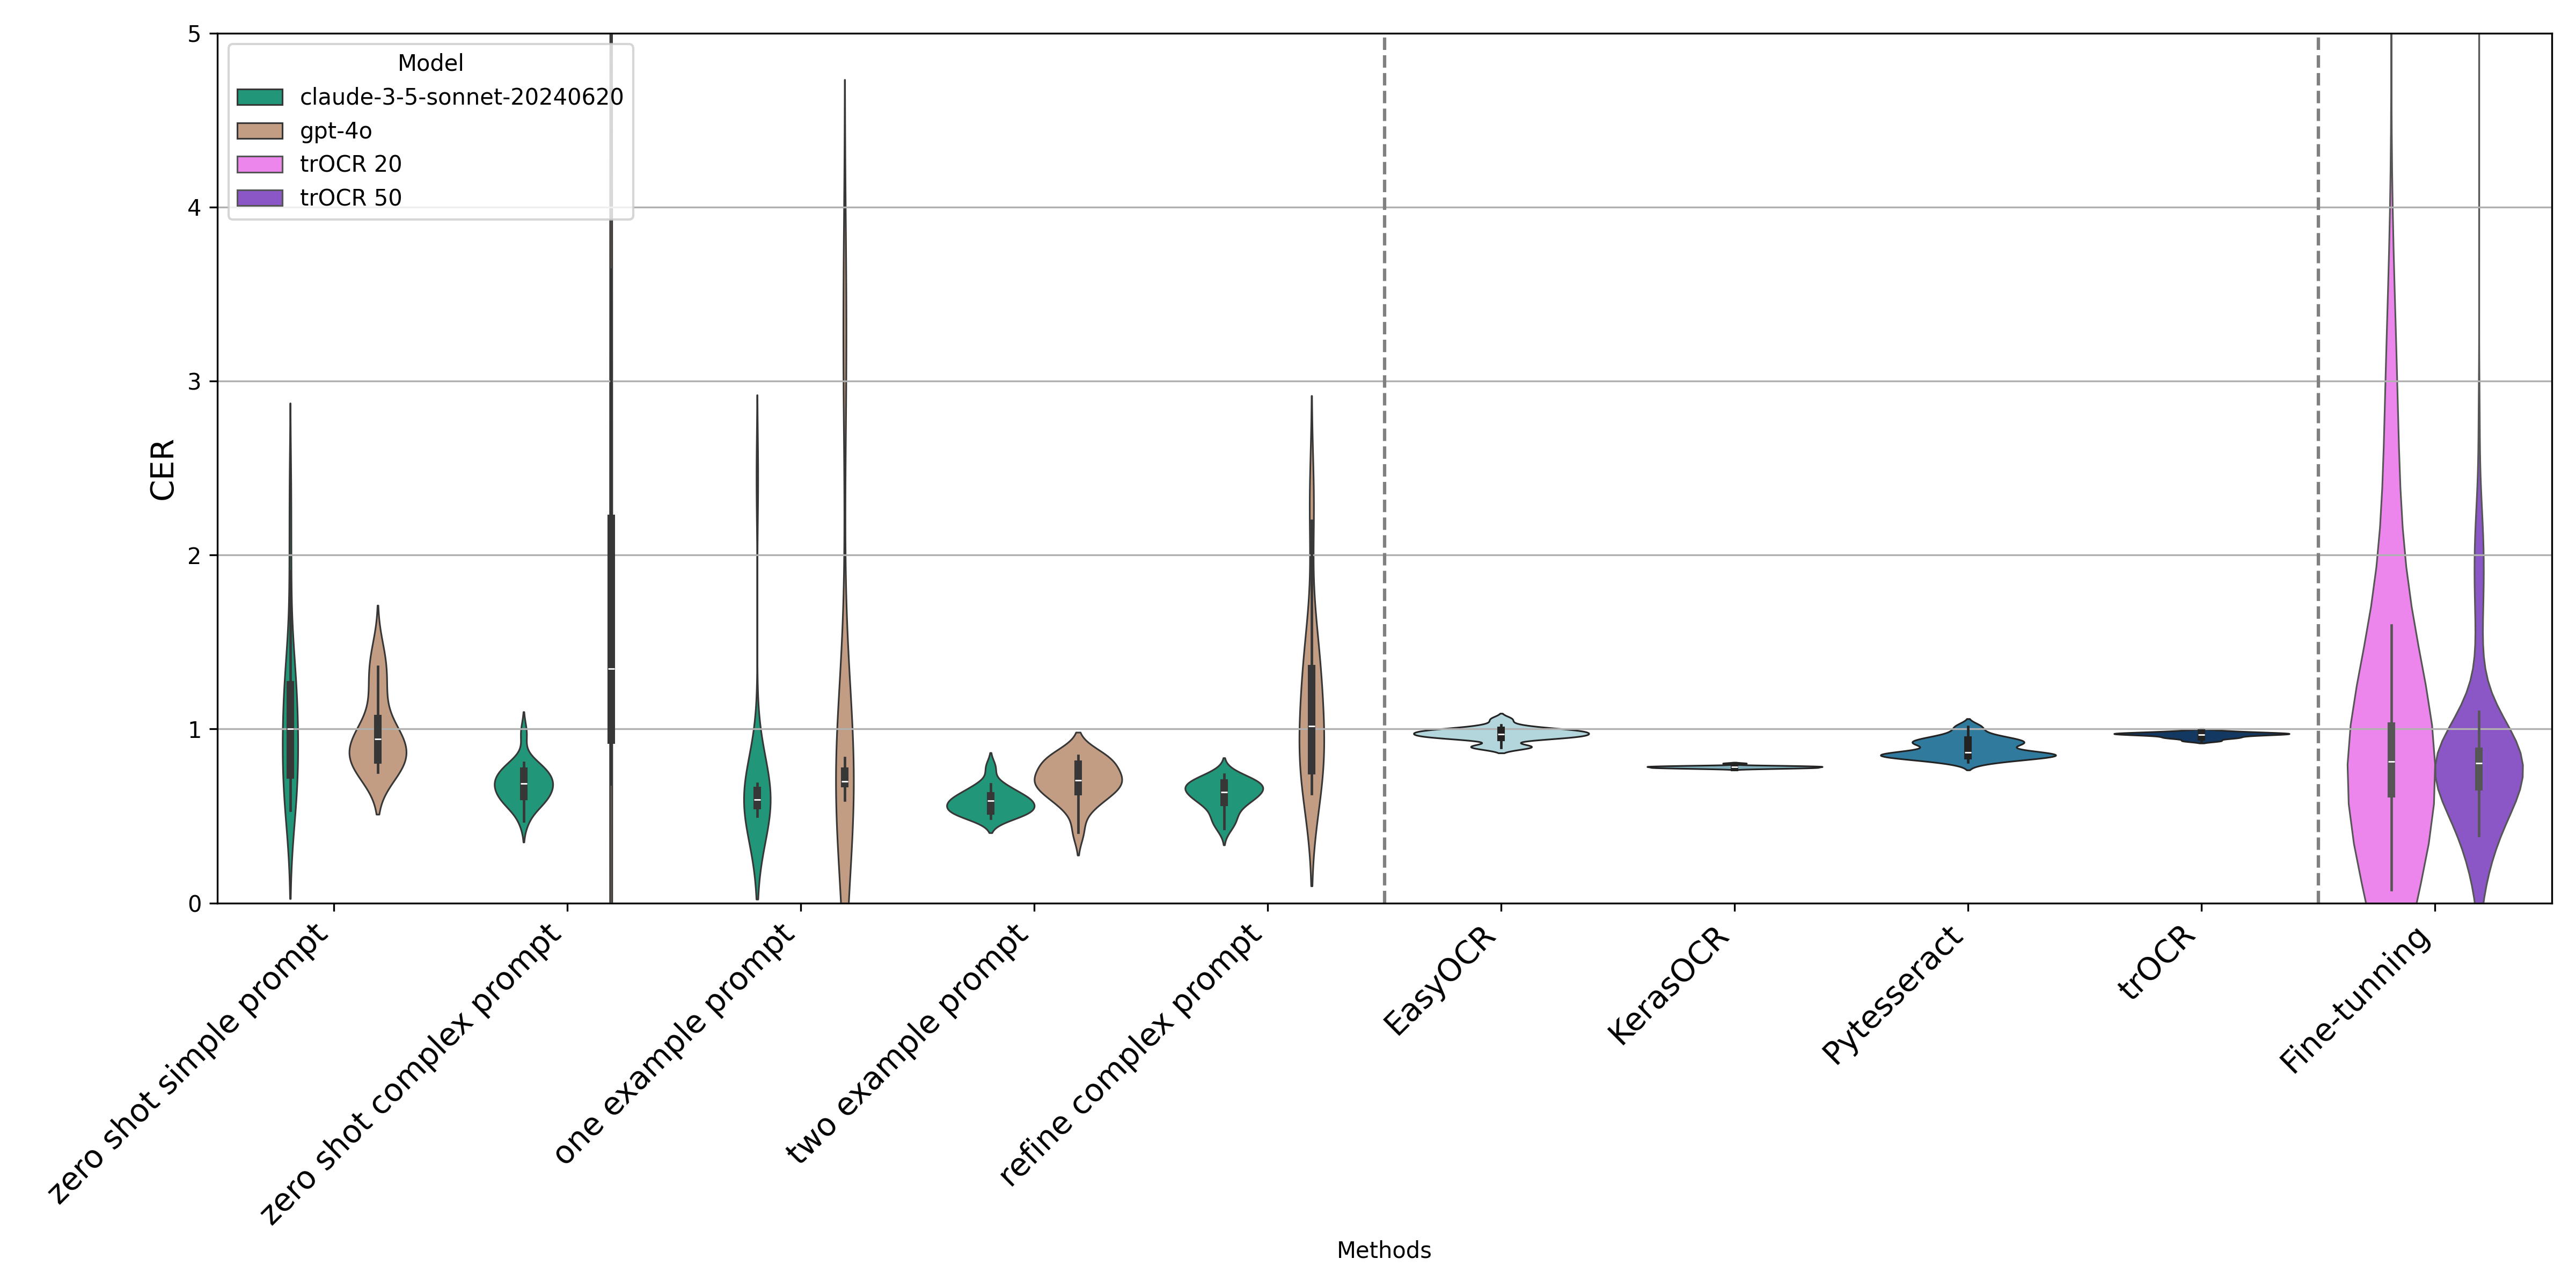 5
4
3
2
1
0
CER
Model
claude-3-5-sonnet-20240620
gpt-4o
trOCR 20
trOCR 50
zero shot simple prompt
zero shot complex prompt
one example prompt
two example prompt
refine complex prompt
EasyOCR
KerasOCR
Pytesseract
trOCR
Fine-tunning
Methods